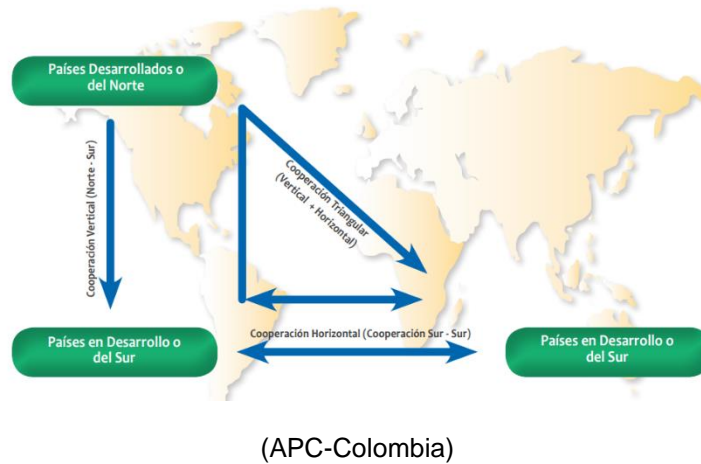 Países Desarrollados o
del Norte
Cooperación Vertical (Norte - Sur)
Cooperación Triangular
(Vertical + Horizontal)
Cooperación Horizontal (Cooperación Sur - Sur)
Países en Desarrollo o
del Sur
Países en Desarrollo o
del Sur
(APC-Colombia)